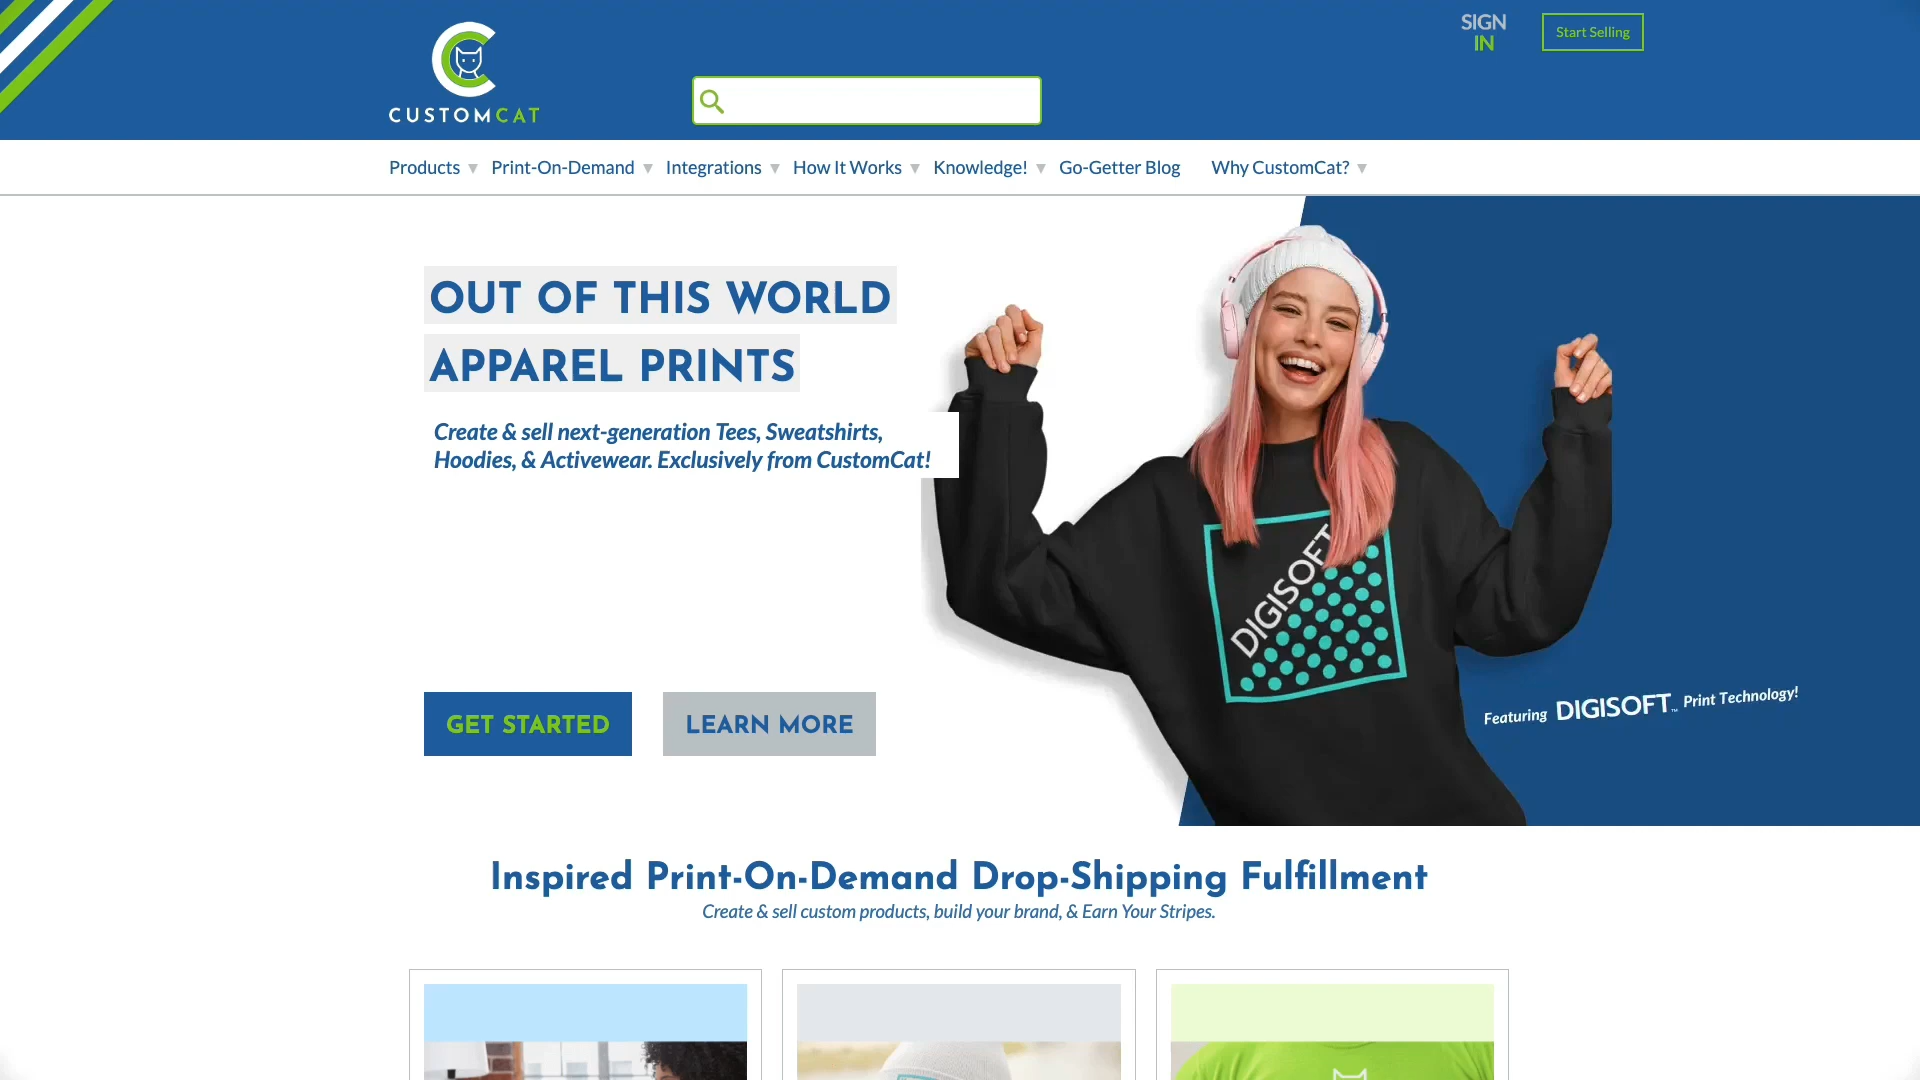 SIGN
IN
Start Selling
CUSTOMCAT
Products ▼ Print-On-Demand ▼ Integrations ▼ How It Works ▼ Knowledge! ▼ Go-Getter Blog Why CustomCat? ▼
OUT OF THIS WORLD
APPAREL PRINTS
Create & sell next-generation Tees, Sweatshirts,
Hoodies, & Activewear. Exclusively from CustomCat!
DIGISOFT
Featuring DIGISOFT™ Print Technology!
GET STARTED
LEARN MORE
Inspired Print-On-Demand Drop-Shipping Fulfillment
Create & sell custom products, build your brand, & Earn Your Stripes.